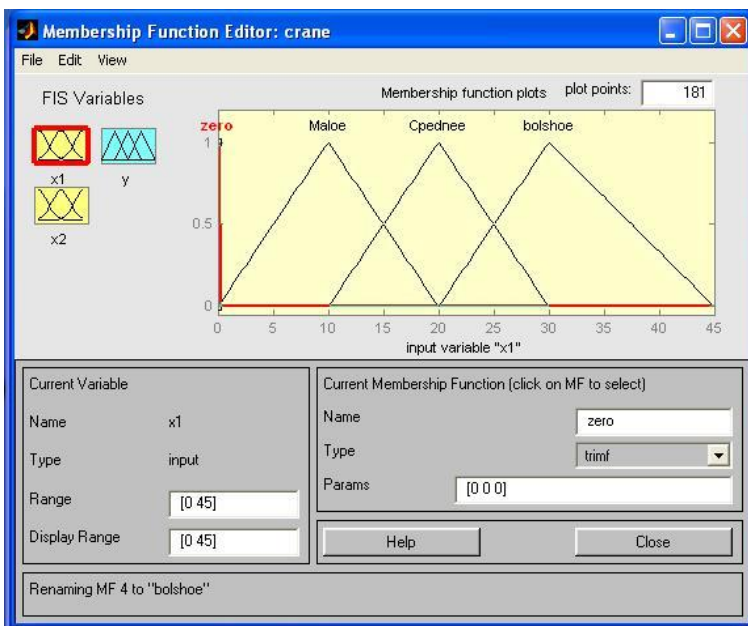 Membership Function Editor: crane
File Edit View
FIS Variables
Membership function plots plot points: 181
zero Maloe Cpednee bolshoe
x1 y
x2
1
0.5
0
0 5 10 15 20 25 30 35 40 45
input variable "x1"
Current Variable
Name x1
Type input
Range [0 45]
Display Range [0 45]
Current Membership Function (click on MF to select)
Name zero
Type trimf
Params [0 0 0]
Help Close
Renaming MF 4 to "bolshoe"